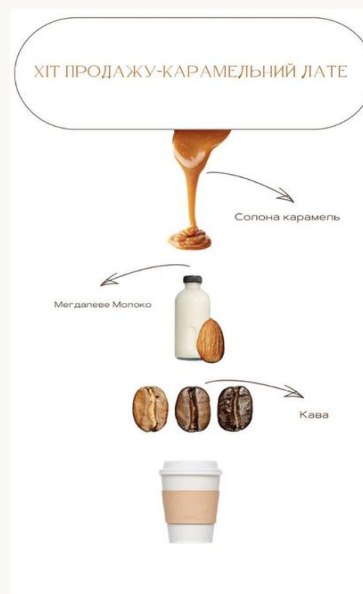 ХІТ ПРОДАЖУ-КАРАМЕЛЬНИЙ ЛАТЕ
Солона карамель
Мегдалеве Молоко
Кава